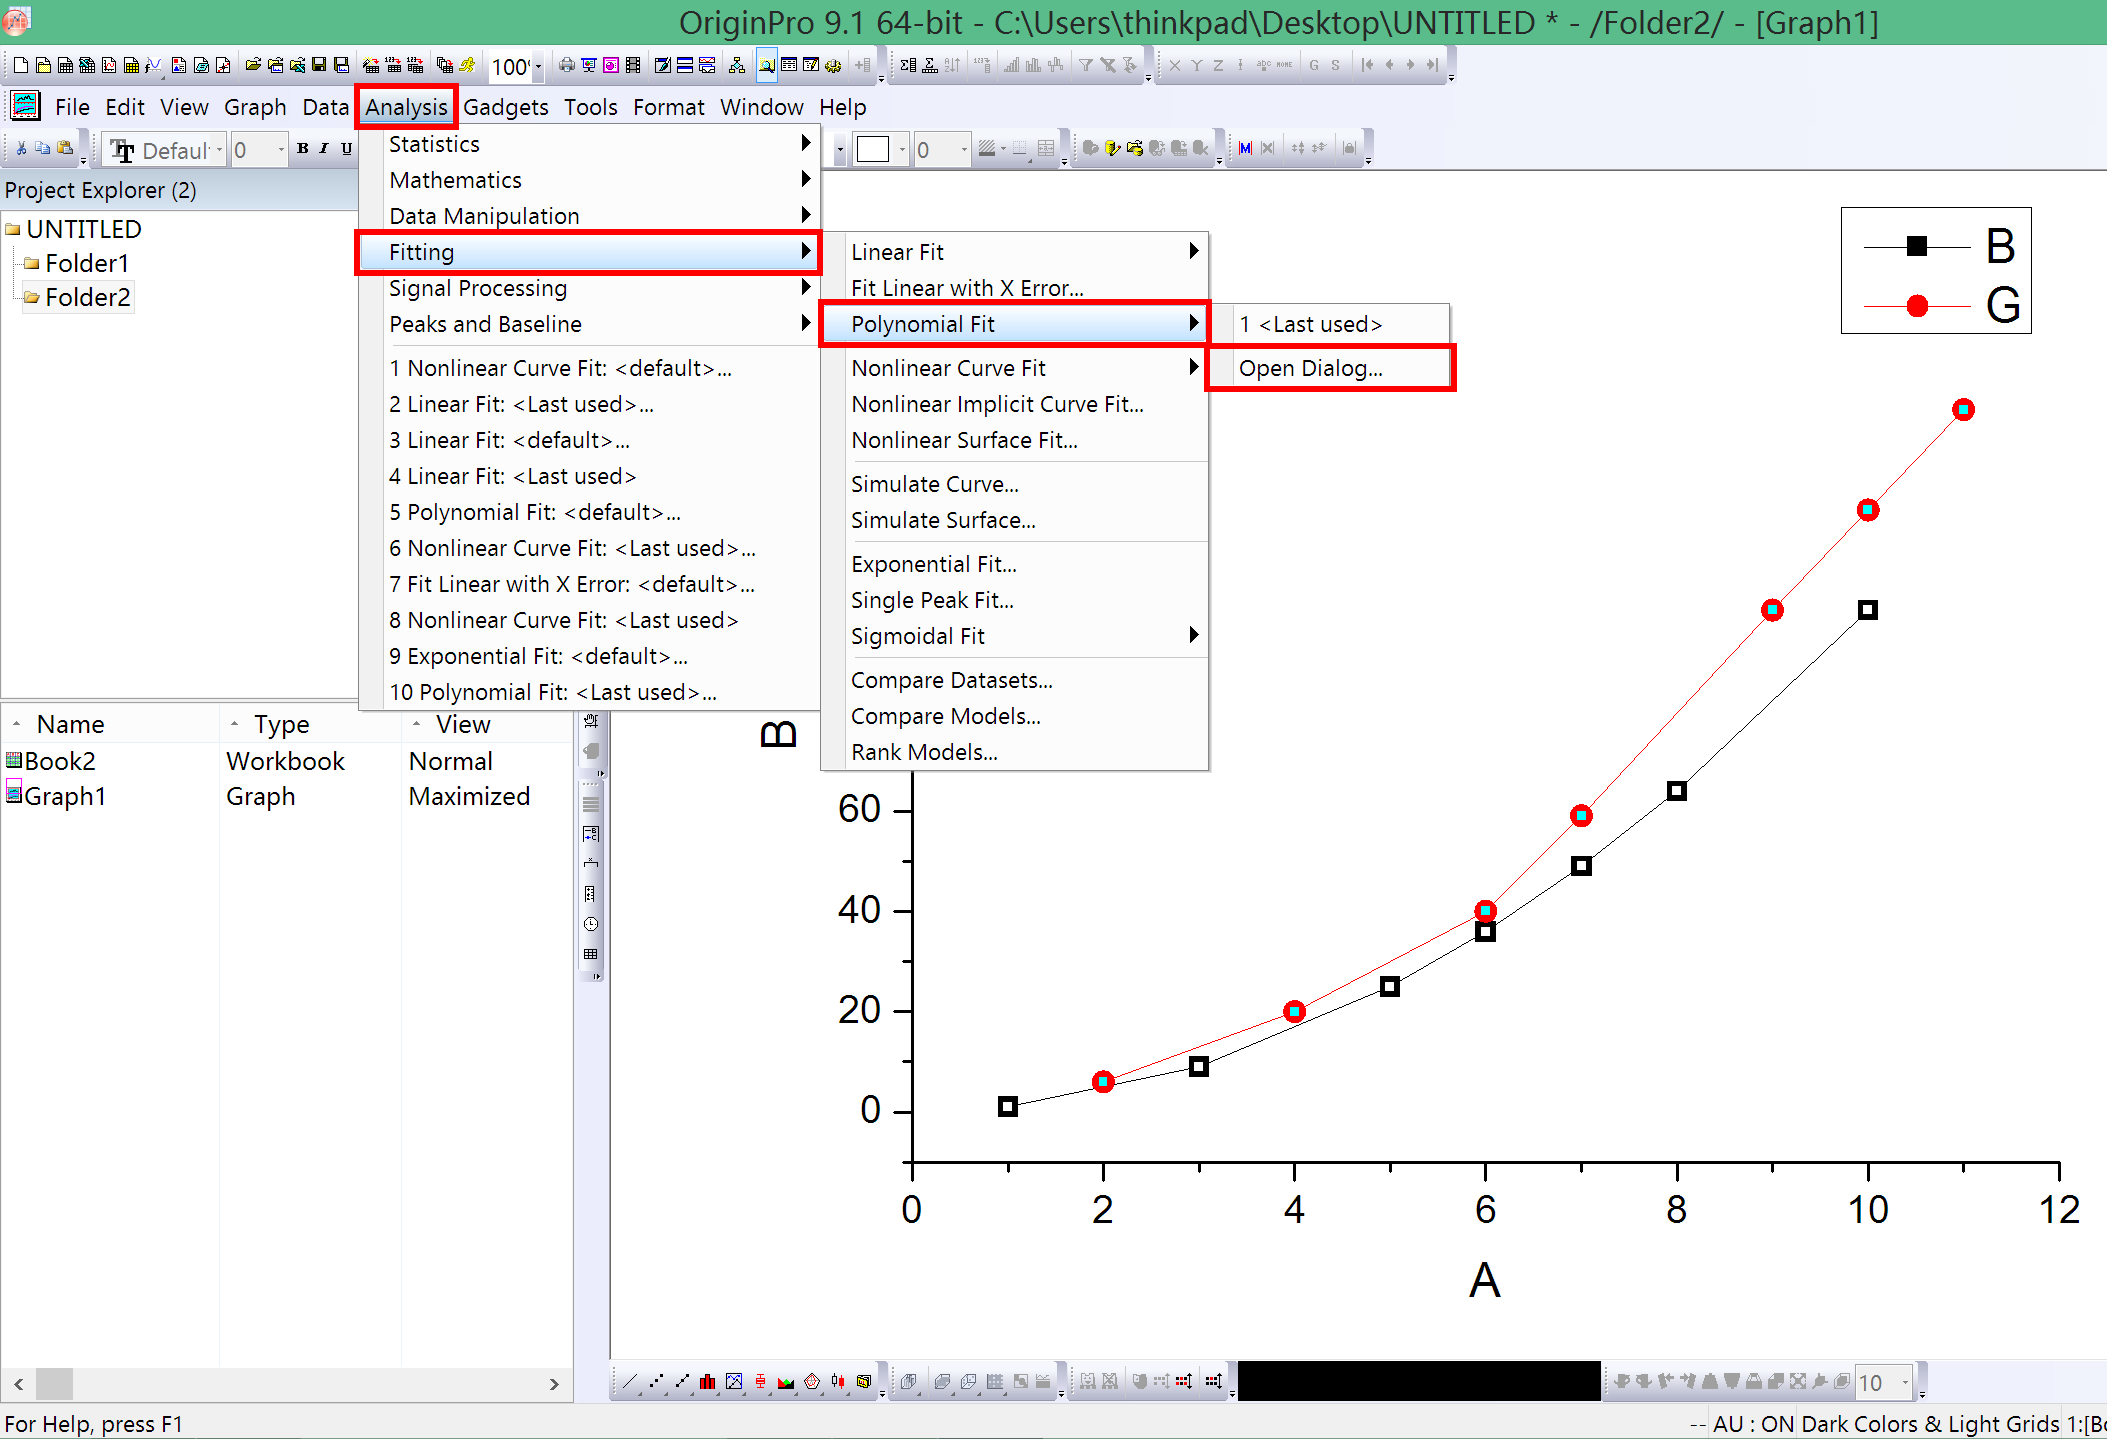 OriginPro 9.1 64-bit - C:\Users\thinkpad\Desktop\UNTITLED * - /Folder2/ - [Graph1]
100
File Edit View Graph Data Analysis Gadgets Tools Format Window Help
0 B I U 0
Project Explorer (2)
UNTITLED
Folder1
Folder2
Statistics
Mathematics
Data Manipulation
Fitting
Signal Processing
Peaks and Baseline
1 Nonlinear Curve Fit: <default>...
2 Linear Fit: <Last used>...
3 Linear Fit: <default>...
4 Linear Fit: <Last used>
5 Polynomial Fit: <default>...
6 Nonlinear Curve Fit: <Last used>...
7 Fit Linear with X Error: <default>...
8 Nonlinear Curve Fit: <Last used>
9 Exponential Fit: <default>...
10 Polynomial Fit: <Last used>...
Linear Fit
Fit Linear with X Error...
Polynomial Fit
Nonlinear Curve Fit
Nonlinear Implicit Curve Fit...
Nonlinear Surface Fit...
Simulate Curve...
Simulate Surface...
Exponential Fit...
Single Peak Fit...
Sigmoidal Fit
Compare Datasets...
Compare Models...
Rank Models...
1 <Last used>
Open Dialog...
B
G
Name Type View
Book2 Workbook Normal
Graph1 Graph Maximized
B
60
40
20
0
0 2 4 6 8 10 12
A
10
For Help, press F1
-- AU : ON Dark Colors & Light Grids 1:[Bo